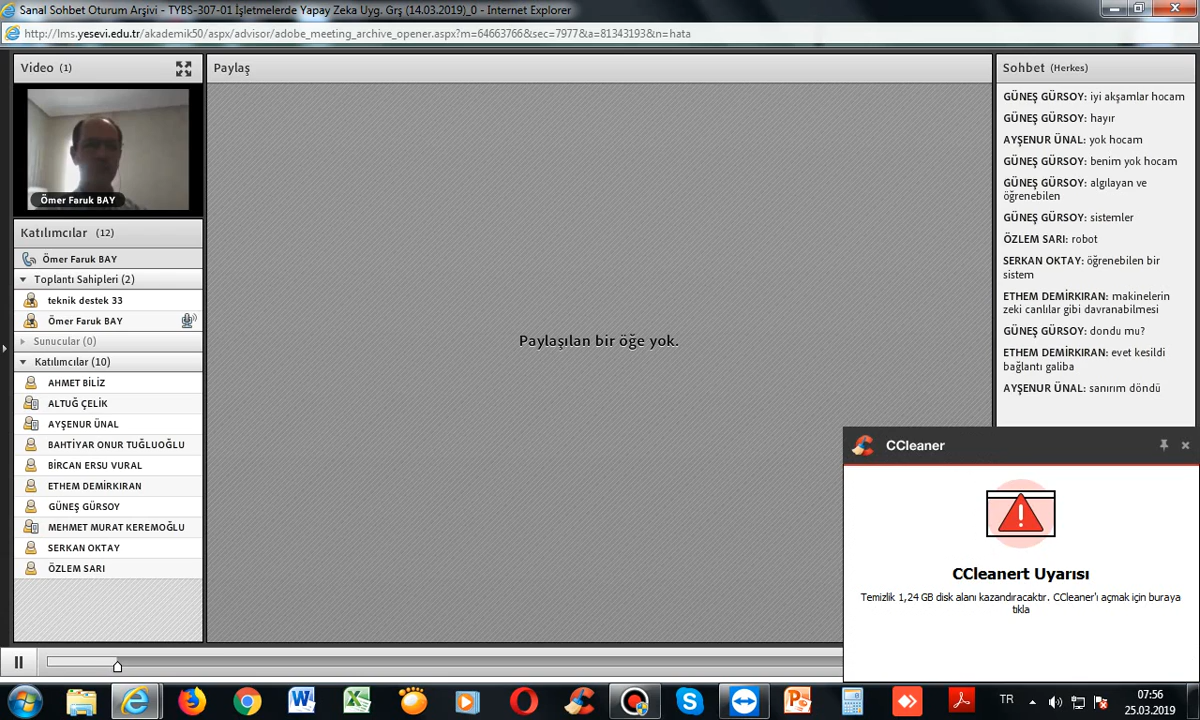 Sanal Sohbet Oturum Arşivi - TYBS-307-01 İşletmelerde Yapay Zeka Uyg. Grş (14.03.2019)_0 - Internet Explorer
http://lms.yesevi.edu.tr/akademik50/aspx/advisor/adobe_meeting_archive_opener.aspx?m=64663766&sec=7977&a=81343193&n=hata
Video (1)
Ömer Faruk BAY
Katılımcılar (12)
Ömer Faruk BAY
Toplantı Sahipleri (2)
teknik destek 33
Ömer Faruk BAY
Sunucular (0)
Katılımcılar (10)
AHMET BİLİZ
ALTUĞ ÇELİK
AYŞENUR ÜNAL
BAHTİYAR ONUR TUĞLUOĞLU
BİRCAN ERSU VURAL
ETHEM DEMİRKIRAN
GÜNEŞ GÜRSOY
MEHMET MURAT KEREMOĞLU
SERKAN OKTAY
ÖZLEM SARI
Paylaş
Paylaşılan bir öğe yok.
Sohbet (Herkes)
GÜNEŞ GÜRSOY: iyi akşamlar hocam
GÜNEŞ GÜRSOY: hayır
AYŞENUR ÜNAL: yok hocam
GÜNEŞ GÜRSOY: benim yok hocam
GÜNEŞ GÜRSOY: algılayan ve
öğrenebilen
GÜNEŞ GÜRSOY: sistemler
ÖZLEM SARI: robot
SERKAN OKTAY: öğrenebilen bir
sistem
ETHEM DEMİRKIRAN: makinelerin
zeki canlılar gibi davranabilmesi
GÜNEŞ GÜRSOY: dondu mu?
ETHEM DEMİRKIRAN: evet kesildi
bağlantı galiba
AYŞENUR ÜNAL: sanırım döndü
CCleaner
CCleanert Uyarısı
Temizlik 1,24 GB disk alanı kazandıracaktır. CCleaner'ı açmak için buraya
tıkla
TR
07:56
25.03.2019